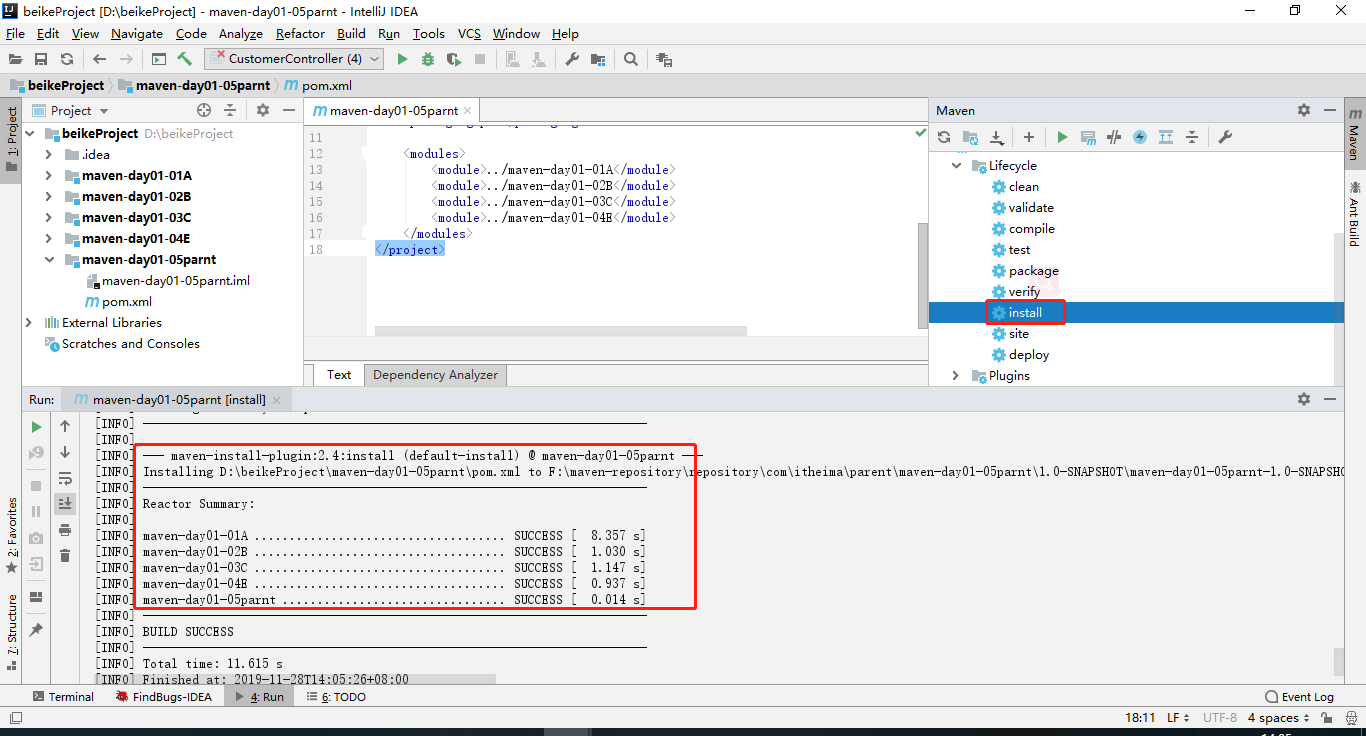 beikeProject [D:\beikeProject] - maven-day01-05parnt - IntelliJ IDEA
File Edit View Navigate Code Analyze Refactor Build Run Tools VCS Window Help
CustomerController (4)
beikeProject maven-day01-05parnt pom.xml
1: Project
Project
beikeProject D:\beikeProject
.idea
maven-day01-01A
maven-day01-02B
maven-day01-03C
maven-day01-04E
maven-day01-05parnt
maven-day01-05parnt.iml
pom.xml
External Libraries
Scratches and Consoles
maven-day01-05parnt
11
12 <modules>
13 <module>../maven-day01-01A</module>
14 <module>../maven-day01-02B</module>
15 <module>../maven-day01-03C</module>
16 <module>../maven-day01-04E</module>
17 </modules>
18 </project>
Text Dependency Analyzer
Maven
Lifecycle
clean
validate
compile
test
package
verify
install
site
deploy
Plugins
Maven
Ant Build
Run: maven-day01-05parnt [install]
[INFO]
[INFO]
[INFO] --- maven-install-plugin:2.4:install (default-install) @ maven-day01-05parnt ---
[INFO] Installing D:\beikeProject\maven-day01-05parnt\pom.xml to F:\maven-repository\repository\com\itheima\parent\maven-day01-05parnt\1.0-SNAPSHOT\maven-day01-05parnt-1.0-SNAPSHO
[INFO]
[INFO] Reactor Summary:
[INFO]
[INFO] maven-day01-01A .................................... SUCCESS [ 8.357 s]
[INFO] maven-day01-02B .................................... SUCCESS [ 1.030 s]
[INFO] maven-day01-03C .................................... SUCCESS [ 1.147 s]
[INFO] maven-day01-04E .................................... SUCCESS [ 0.937 s]
[INFO] maven-day01-05parnt ................................ SUCCESS [ 0.014 s]
[INFO]
[INFO] BUILD SUCCESS
[INFO]
[INFO] Total time: 11.615 s
[INFO] Finished at: 2019-11-28T14:05:26+08:00
2: Favorites
7: Structure
Terminal FindBugs-IDEA 4: Run 6: TODO Event Log
18:11 LF UTF-8 4 spaces